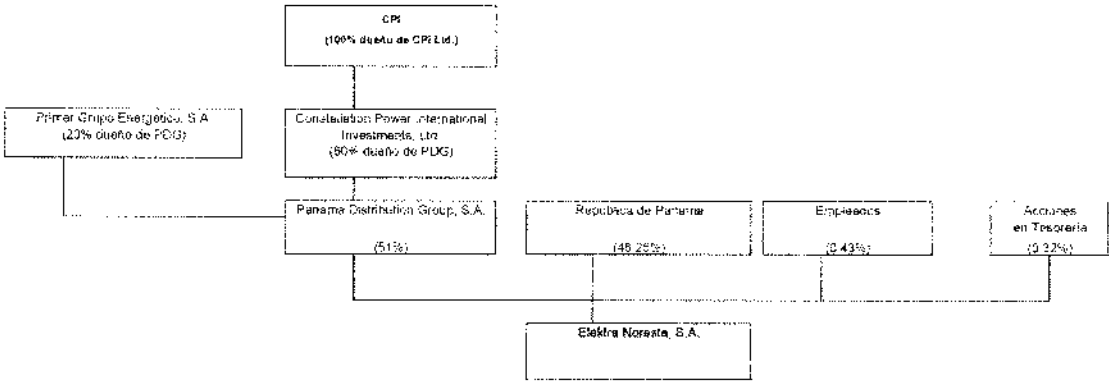 CPI
(100% dueño de CPI Ltd.)
Primer Grupo Energético, S.A.
(20% dueño de PDG)
Constellation Power International
Investments, Ltd
(80% dueño de PDG)
Panama Distribution Group, S.A.
(51%)
República de Panamá
(48.25%)
Empleados
(0.43%)
Acciones
en Tesorería
(0.32%)
Elektra Noreste, S.A.